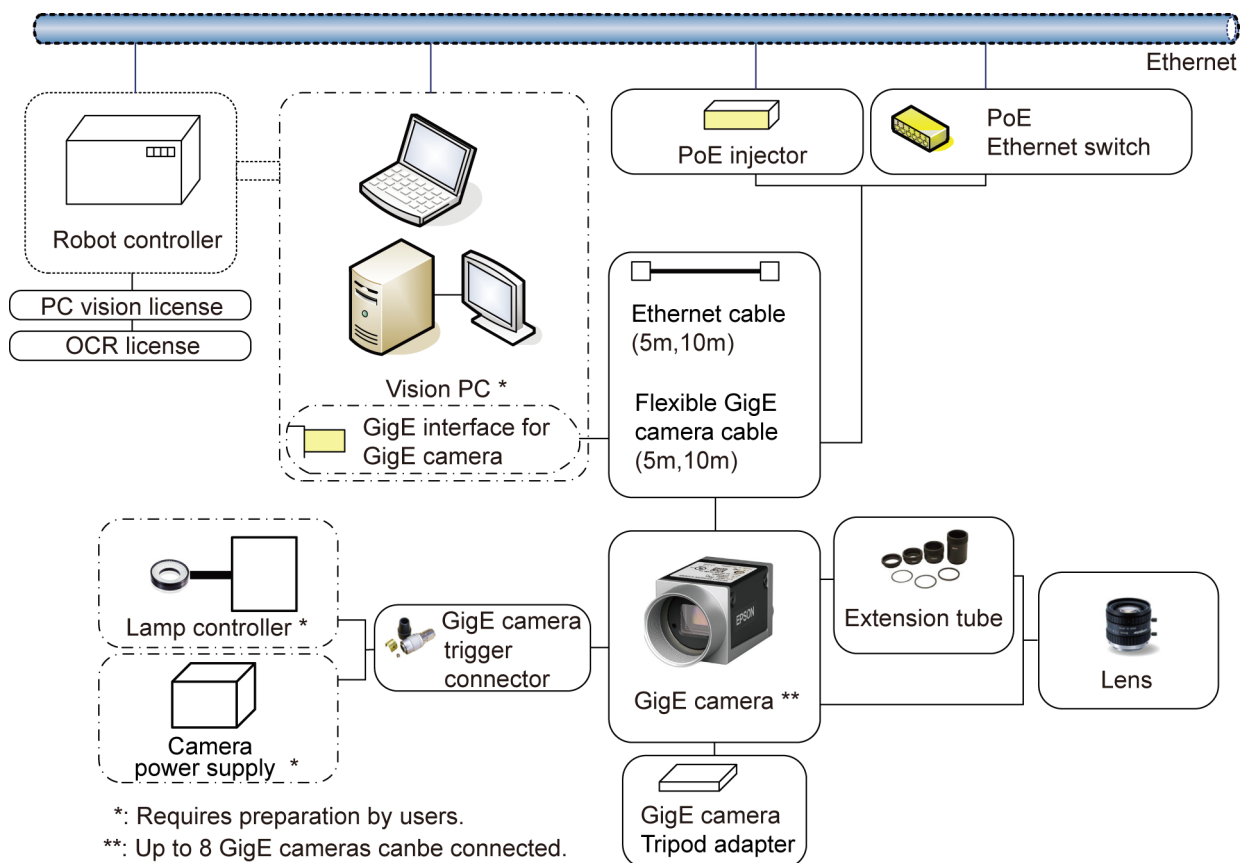 Ethernet
Robot controller
PC vision license
OCR license
Vision PC *
GigE interface for
GigE camera
PoE injector
PoE
Ethernet switch
Ethernet cable
(5m,10m)
Flexible GigE
camera cable
(5m,10m)
Lamp controller *
Camera
power supply *
GigE camera
trigger
connector
EPSON
GigE camera **
Extension tube
Lens
GigE camera
Tripod adapter
*: Requires preparation by users.
**: Up to 8 GigE cameras canbe connected.